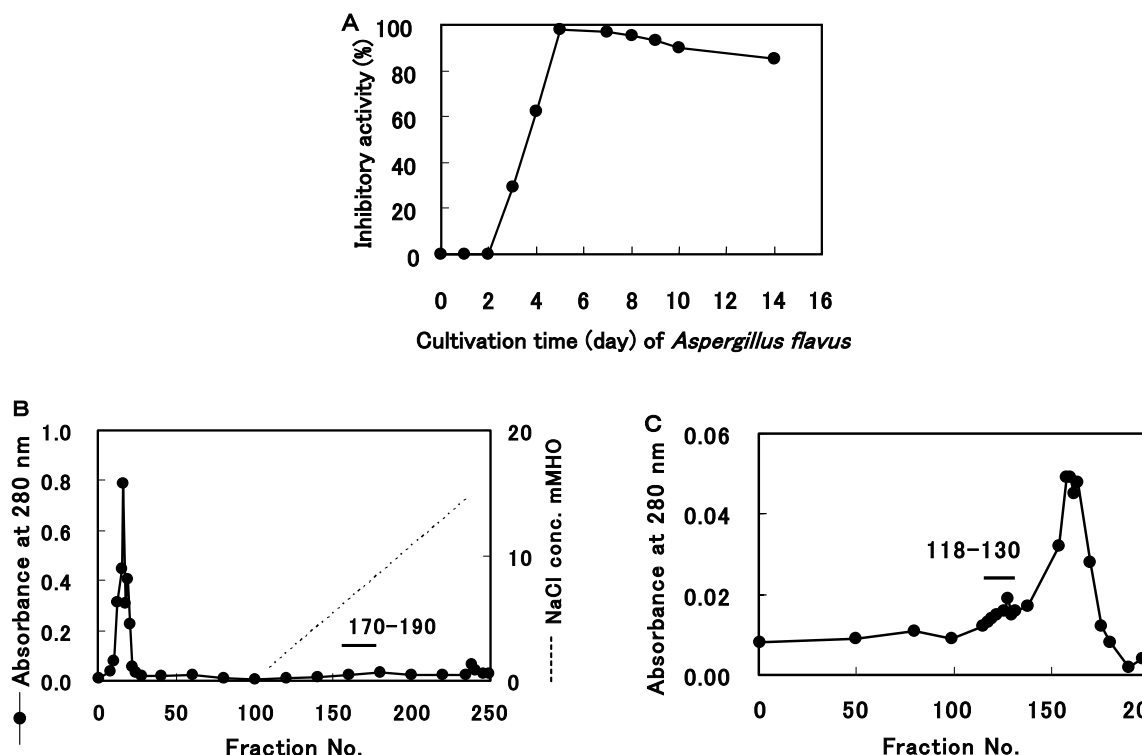 A
Inhibitory activity (%)
100
80
60
40
20
0
0 2 4 6 8 10 12 14 16
Cultivation time (day) of Aspergillus flavus
B
Absorbance at 280 nm
1.0
0.8
0.6
0.4
0.2
0.0
170-190
20
10
0
NaCl conc. mMHO
0 50 100 150 200 250
Fraction No.
C
Absorbance at 280 nm
0.06
0.04
0.02
0.00
118-130
0 50 100 150 20
Fraction No.